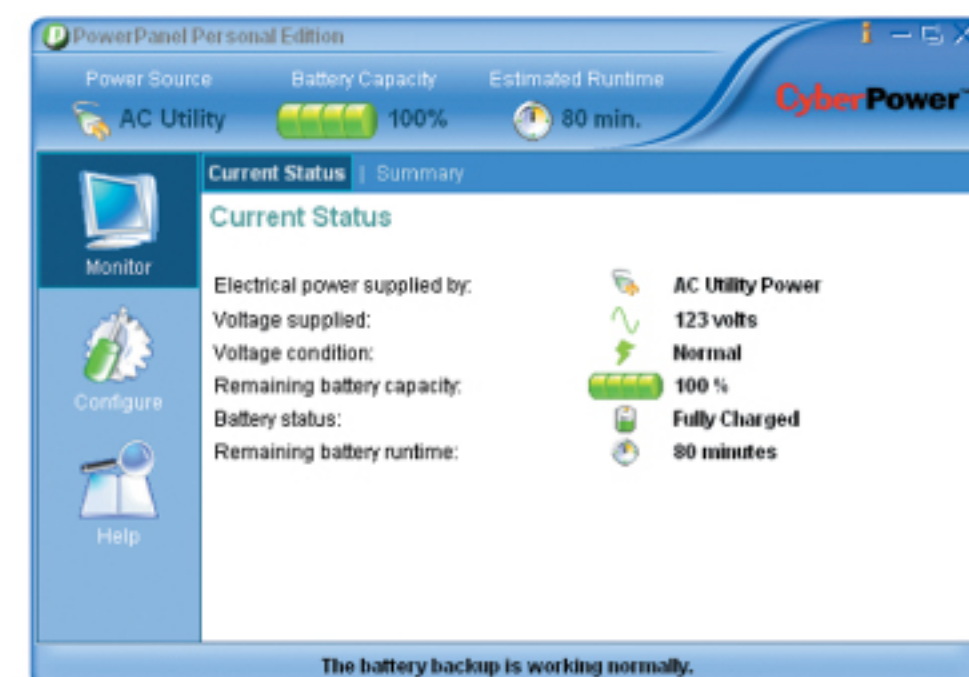 PowerPanel Personal Edition
Power Source Battery Capacity Estimated Runtime
AC Utility 100% 80 min.
CyberPower™
Current Status | Summary
Current Status
Monitor
Electrical power supplied by: AC Utility Power
Voltage supplied: 123 volts
Voltage condition: Normal
Remaining battery capacity: 100 %
Battery status: Fully Charged
Remaining battery runtime: 80 minutes
Configure
Help
The battery backup is working normally.